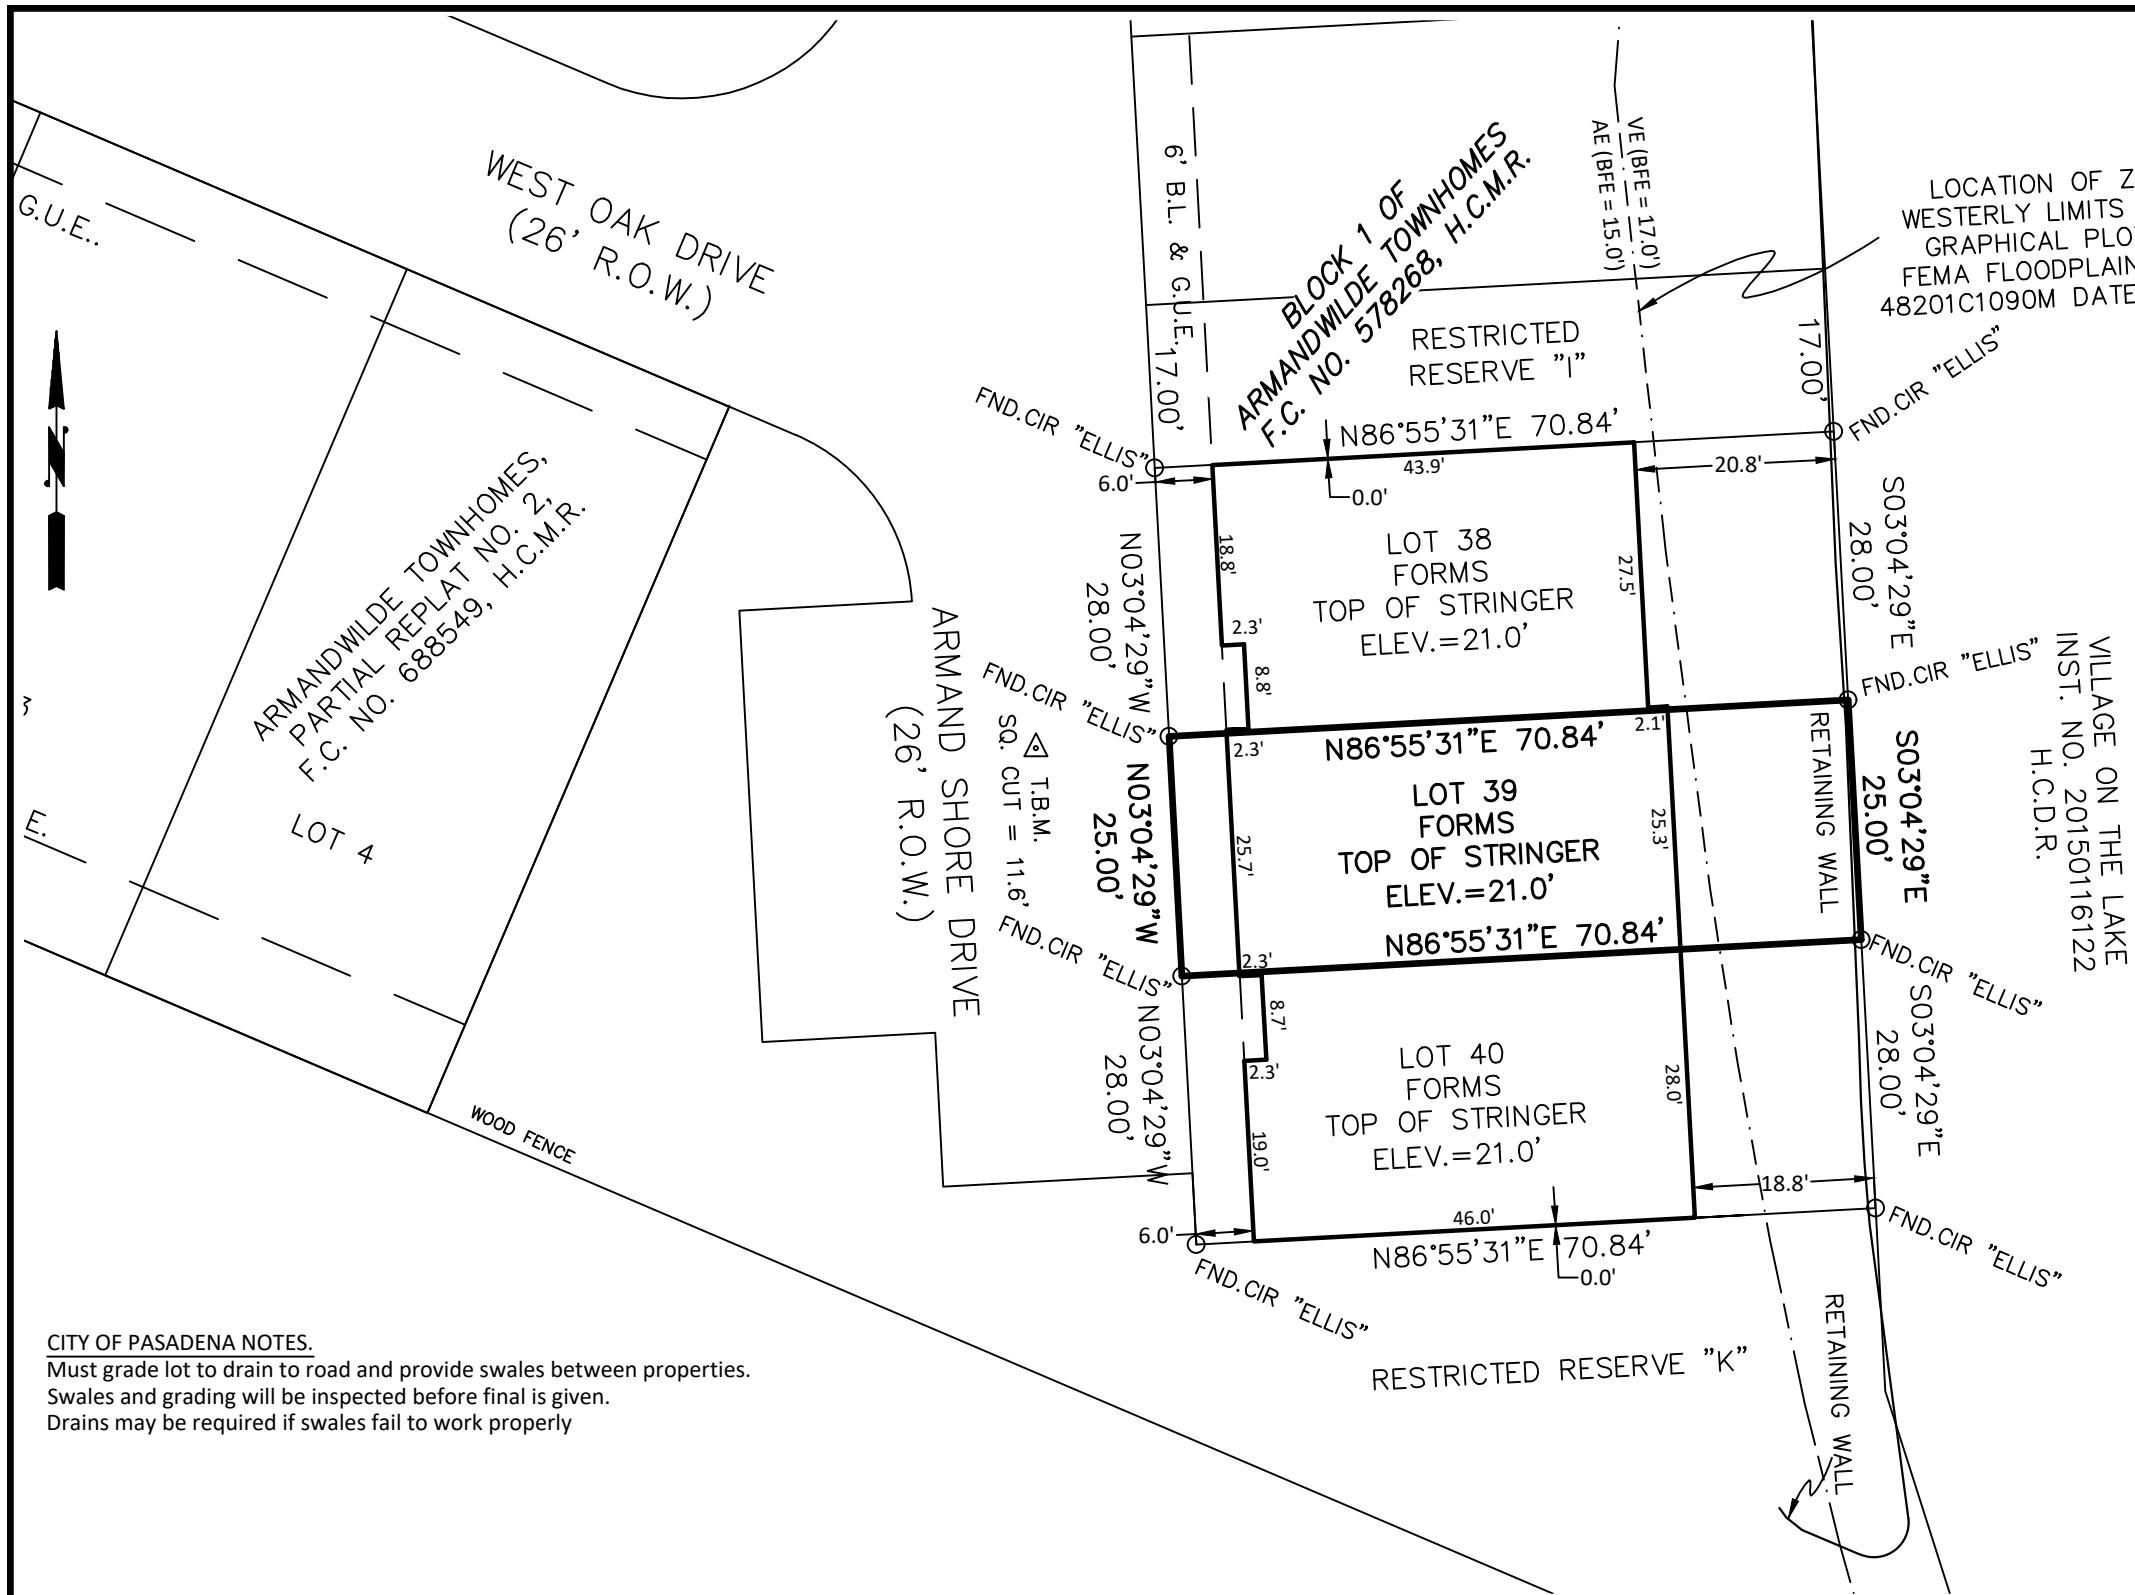 WEST OAK DRIVE
(26' R.O.W.)
G.U.E..
N
ARMANDWILDE TOWNHOMES,
PARTIAL REPLAT NO. 2,
F.C. NO. 688549, H.C.M.R.
LOT 4
3
E.
WOOD FENCE
6' B.L. & G.U.E.
BLOCK 1 OF
ARMANDWILDE TOWNHOMES
F.C. NO. 578268, H.C.M.R.
VE (BFE = 17.0')
AE (BFE = 15.0')
LOCATION OF Z
WESTERLY LIMITS
GRAPHICAL PLO
FEMA FLOODPLAIN
48201C1090M DATE
RESTRICTED
RESERVE "I"
17.00'
17.00'
FND.CIR "ELLIS"
FND.CIR "ELLIS"
N86°55'31"E 70.84'
43.9'
0.0'
6.0'
20.8'
N03°04'29"W
28.00'
18.8'
2.3'
8.8'
LOT 38
FORMS
TOP OF STRINGER
ELEV.=21.0'
27.5'
S03°04'29"E
28.00'
FND.CIR "ELLIS"
FND.CIR "ELLIS"
2.3'
N86°55'31"E 70.84'
2.1'
ARMAND SHORE DRIVE
(26' R.O.W.)
T.B.M.
SQ. CUT = 11.6'
N03°04'29"W
25.00'
25.7'
LOT 39
FORMS
TOP OF STRINGER
ELEV.=21.0'
25.3'
RETAINING WALL
S03°04'29"E
25.00'
VILLAGE ON THE LAKE
INST. NO. 20150116122
H.C.D.R.
N86°55'31"E 70.84'
FND.CIR "ELLIS"
FND.CIR "ELLIS"
2.3'
8.7'
2.3'
19.0'
N03°04'29"W
28.00'
LOT 40
FORMS
TOP OF STRINGER
ELEV.=21.0'
28.0'
S03°04'29"E
28.00'
18.8'
6.0'
46.0'
N86°55'31"E 70.84'
0.0'
FND.CIR "ELLIS"
FND.CIR "ELLIS"
RESTRICTED RESERVE "K"
RETAINING WALL
CITY OF PASADENA NOTES.
Must grade lot to drain to road and provide swales between properties.
Swales and grading will be inspected before final is given.
Drains may be required if swales fail to work properly